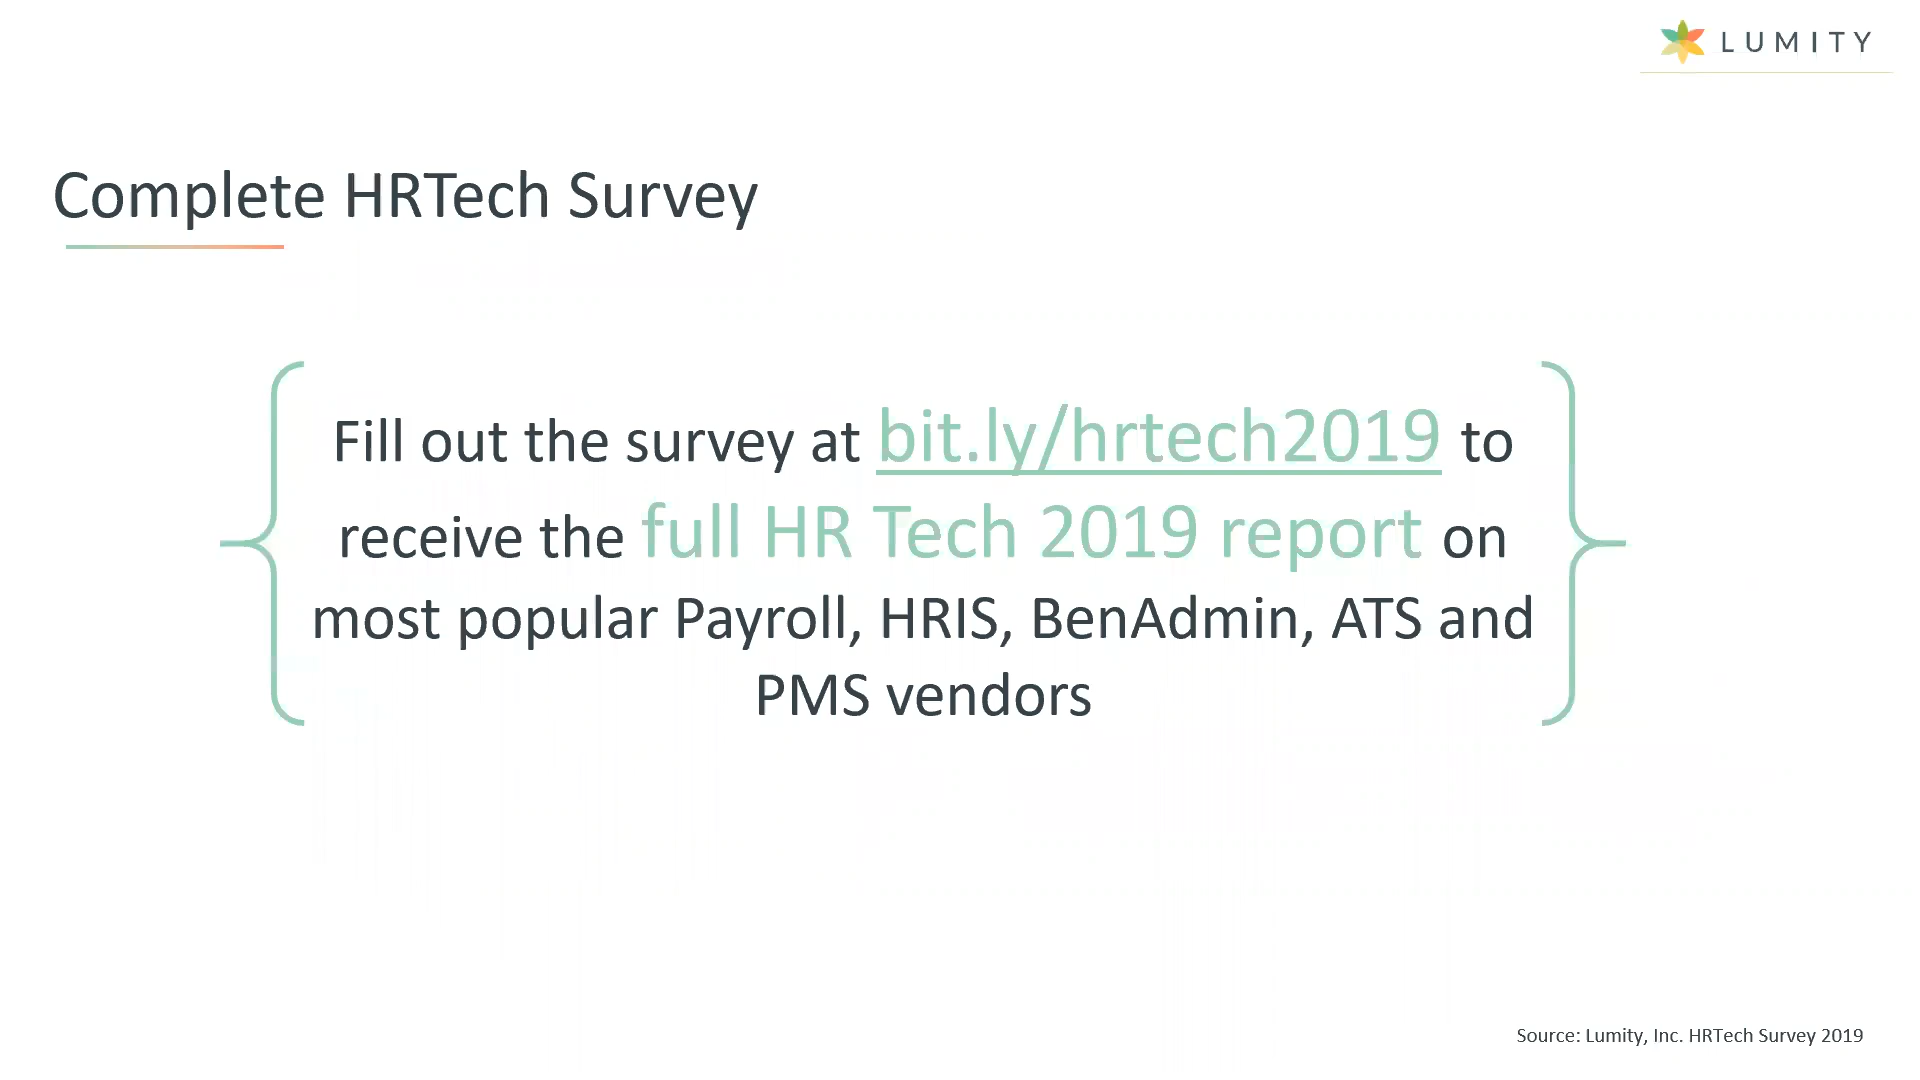 LUMITY
Complete HRTech Survey
Fill out the survey at bit.ly/hrtech2019 to
receive the full HR Tech 2019 report on
most popular Payroll, HRIS, BenAdmin, ATS and
PMS vendors
Source: Lumity, Inc. HRTech Survey 2019